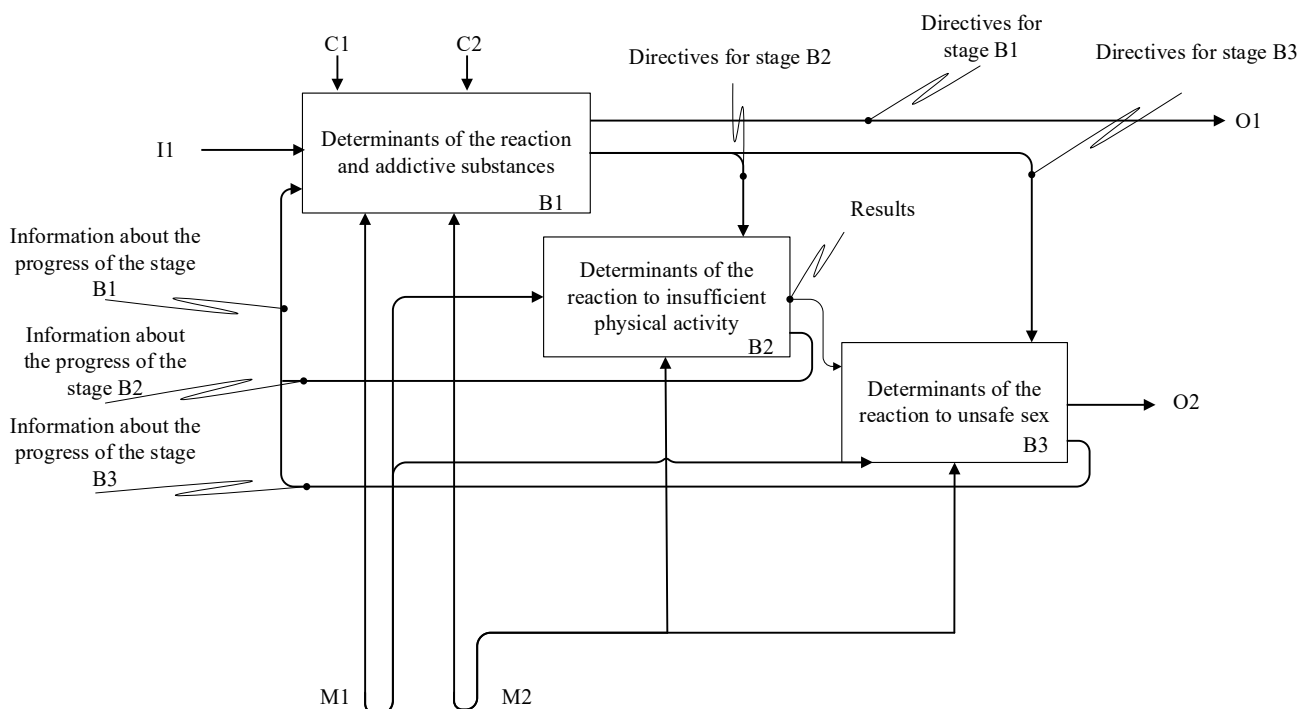 C1
C2
Directives for stage B2
Directives for
stage B1
Directives for stage B3
I1
Determinants of the reaction
and addictive substances
B1
O1
Information about the
progress of the stage
B1
Results
Determinants of the
reaction to insufficient
physical activity
B2
Information about
the progress of the
stage B2
Determinants of the
reaction to unsafe sex
B3
O2
Information about the
progress of the stage
B3
M1
M2